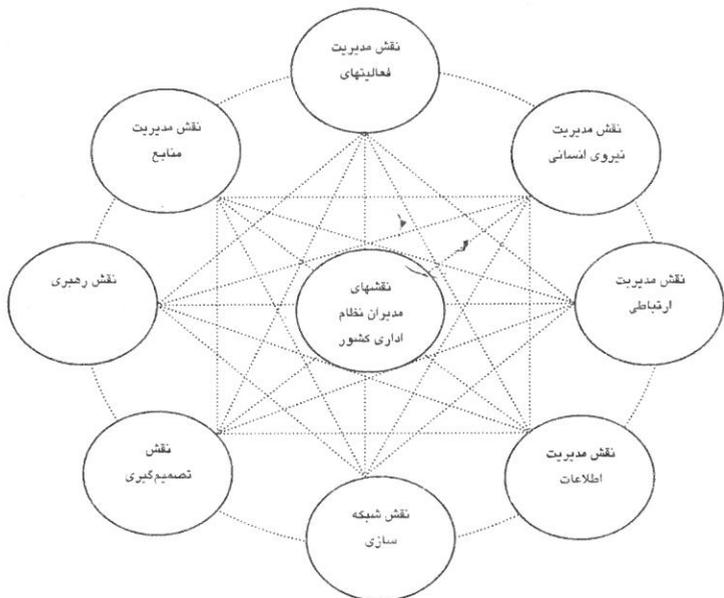 نقش مدیریت
فعالیتهای
نقش مدیریت
نیروی انسانی
نقش مدیریت
منابع
نقش مدیریت
ارتباطی
نقشهای
مدیران نظام
اداری کشور
نقش رهبری
نقش مدیریت
اطلاعات
نقش
تصمیم‌گیری
نقش شبکه
سازی